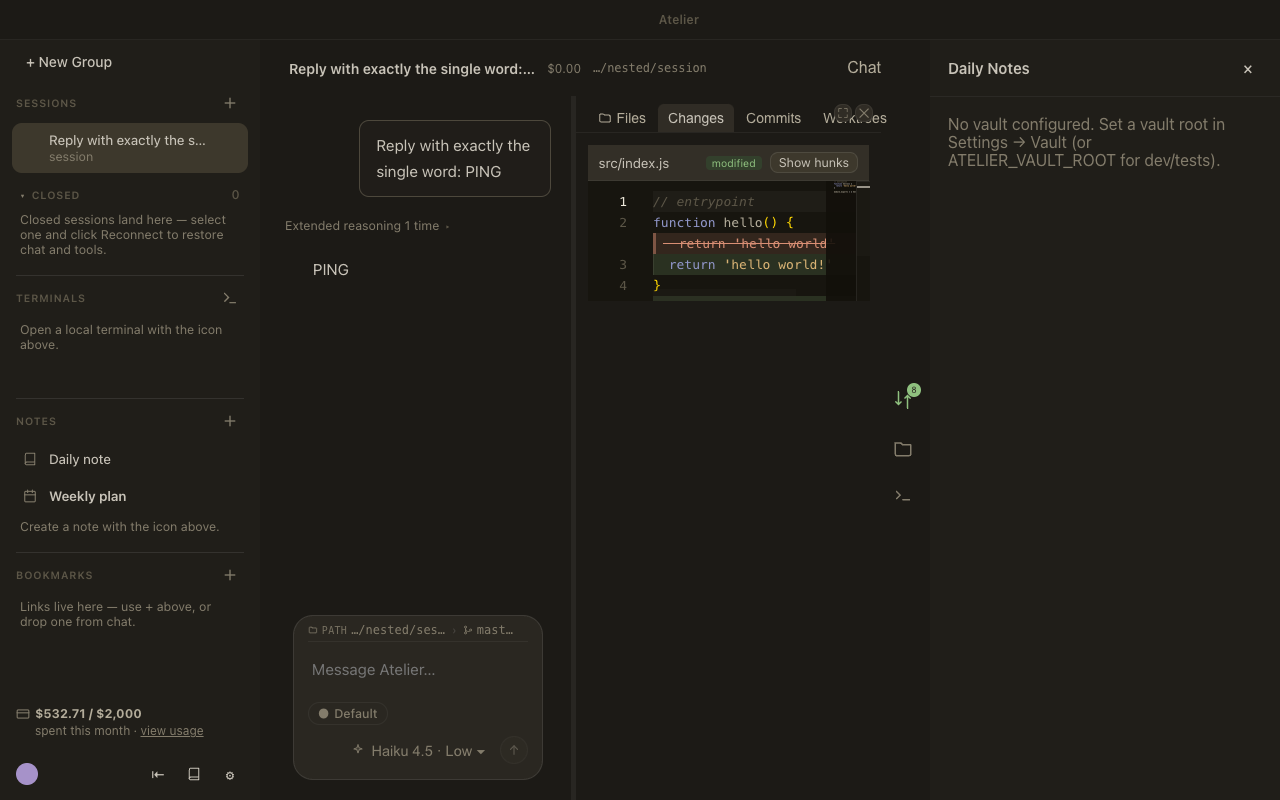 Atelier
+ New Group
SESSIONS
Reply with exactly the s...
session
CLOSED 0
Closed sessions land here — select
one and click Reconnect to restore
chat and tools.
TERMINALS
Open a local terminal with the icon
above.
NOTES
Daily note
Weekly plan
Create a note with the icon above.
BOOKMARKS
Links live here — use + above, or
drop one from chat.
$532.71 / $2,000
spent this month · view usage
Reply with exactly the single word:... $0.00 …/nested/session Chat
Reply with exactly the
single word: PING
Extended reasoning 1 time
PING
PATH …/nested/ses… › mast…
Message Atelier...
Default
Haiku 4.5 · Low
Files Changes Commits
src/index.js modified Show hunks
1 // entrypoint
2 function hello() {
return 'hello world
3 return 'hello world!
4 }
8
Daily Notes ×
No vault configured. Set a vault root in
Settings → Vault (or
ATELIER_VAULT_ROOT for dev/tests).